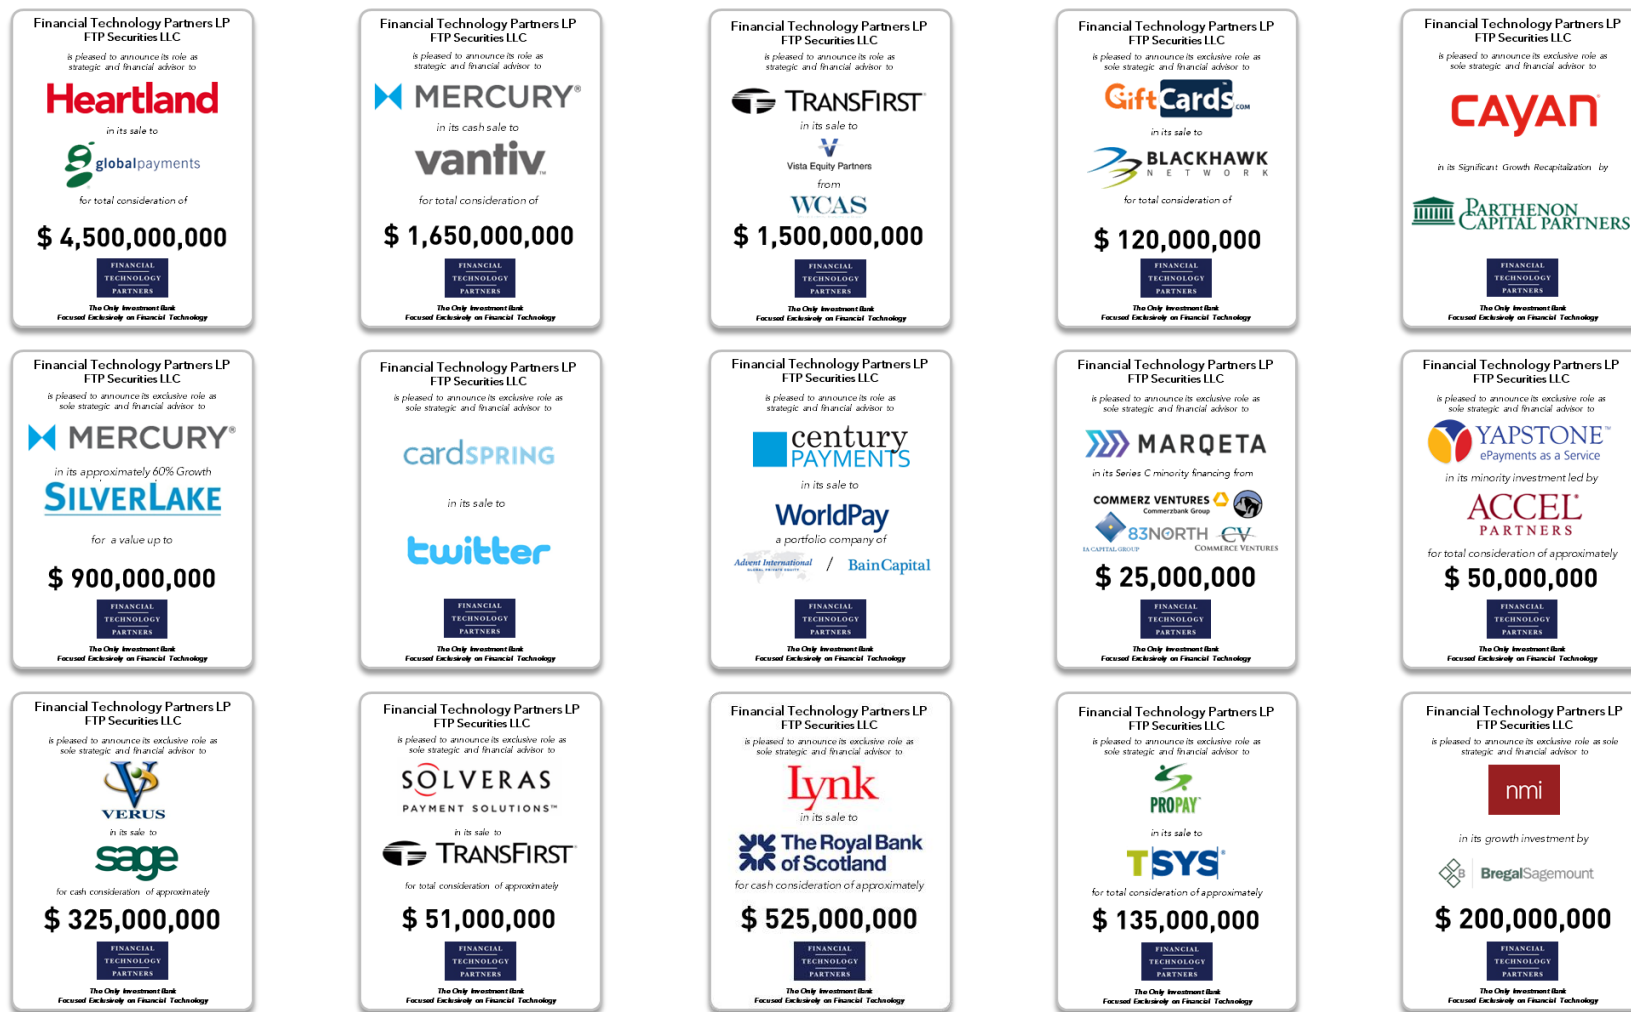 Financial Technology Partners LP
FTP Securities LLC
is pleased to announce its role as
strategic and financial advisor to
Heartland
in its sale to
globalpayments
for total consideration of
$ 4,500,000,000
FINANCIAL
TECHNOLOGY
PARTNERS
The Only Investment Bank
Focused Exclusively on Financial Technology
Financial Technology Partners LP
FTP Securities LLC
is pleased to announce its role as
strategic and financial advisor to
MERCURY®
in its cash sale to
vantiv™
for total consideration of
$ 1,650,000,000
FINANCIAL
TECHNOLOGY
PARTNERS
The Only Investment Bank
Focused Exclusively on Financial Technology
Financial Technology Partners LP
FTP Securities LLC
is pleased to announce its role as
strategic and financial advisor to
TRANSFIRST
in its sale to
Vista Equity Partners
from
WCAS
$ 1,500,000,000
FINANCIAL
TECHNOLOGY
PARTNERS
The Only Investment Bank
Focused Exclusively on Financial Technology
Financial Technology Partners LP
FTP Securities LLC
is pleased to announce its exclusive role as
sole strategic and financial advisor to
GiftCards.COM
in its sale to
BLACKHAWK
NETWORK
for total consideration of
$ 120,000,000
FINANCIAL
TECHNOLOGY
PARTNERS
The Only Investment Bank
Focused Exclusively on Financial Technology
Financial Technology Partners LP
FTP Securities LLC
is pleased to announce its exclusive role as
sole strategic and financial advisor to
CAYAN
in its Significant Growth Recapitalization by
PARTHENON
CAPITAL PARTNERS
FINANCIAL
TECHNOLOGY
PARTNERS
The Only Investment Bank
Focused Exclusively on Financial Technology
Financial Technology Partners LP
FTP Securities LLC
is pleased to announce its exclusive role as
sole strategic and financial advisor to
MERCURY®
in its approximately 60% Growth
SILVERLAKE
for a value up to
$ 900,000,000
FINANCIAL
TECHNOLOGY
PARTNERS
The Only Investment Bank
Focused Exclusively on Financial Technology
Financial Technology Partners LP
FTP Securities LLC
is pleased to announce its exclusive role as
sole strategic and financial advisor to
cardSPRING
in its sale to
twitter
FINANCIAL
TECHNOLOGY
PARTNERS
The Only Investment Bank
Focused Exclusively on Financial Technology
Financial Technology Partners LP
FTP Securities LLC
is pleased to announce its role as
strategic and financial advisor to
century
PAYMENTS
in its sale to
WorldPay
a portfolio company of
Advent International / BainCapital
GLOBAL PRIVATE EQUITY
FINANCIAL
TECHNOLOGY
PARTNERS
The Only Investment Bank
Focused Exclusively on Financial Technology
Financial Technology Partners LP
FTP Securities LLC
is pleased to announce its exclusive role as
sole strategic and financial advisor to
MARQETA
in its Series C minority financing from
COMMERZ VENTURES
Commerzbank Group
83NORTH CV
IA CAPITAL GROUP COMMERCE VENTURES
$ 25,000,000
FINANCIAL
TECHNOLOGY
PARTNERS
The Only Investment Bank
Focused Exclusively on Financial Technology
Financial Technology Partners LP
FTP Securities LLC
is pleased to announce its exclusive role as
sole strategic and financial advisor to
YAPSTONE™
ePayments as a Service
in its minority investment led by
ACCEL®
PARTNERS
for total consideration of approximately
$ 50,000,000
FINANCIAL
TECHNOLOGY
PARTNERS
The Only Investment Bank
Focused Exclusively on Financial Technology
Financial Technology Partners LP
FTP Securities LLC
is pleased to announce its exclusive role as
sole strategic and financial advisor to
VERUS
in its sale to
sage
for cash consideration of approximately
$ 325,000,000
FINANCIAL
TECHNOLOGY
PARTNERS
The Only Investment Bank
Focused Exclusively on Financial Technology
Financial Technology Partners LP
FTP Securities LLC
is pleased to announce its exclusive role as
sole strategic and financial advisor to
SOLVERAS
PAYMENT SOLUTIONS™
in its sale to
TRANSFIRST
for total consideration of approximately
$ 51,000,000
FINANCIAL
TECHNOLOGY
PARTNERS
The Only Investment Bank
Focused Exclusively on Financial Technology
Financial Technology Partners LP
FTP Securities LLC
is pleased to announce its exclusive role as
sole strategic and financial advisor to
Lynk
in its sale to
The Royal Bank
of Scotland
for cash consideration of approximately
$ 525,000,000
FINANCIAL
TECHNOLOGY
PARTNERS
The Only Investment Bank
Focused Exclusively on Financial Technology
Financial Technology Partners LP
FTP Securities LLC
is pleased to announce its exclusive role as
sole strategic and financial advisor to
PROPAY
in its sale to
TSYS
for total consideration of approximately
$ 135,000,000
FINANCIAL
TECHNOLOGY
PARTNERS
The Only Investment Bank
Focused Exclusively on Financial Technology
Financial Technology Partners LP
FTP Securities LLC
is pleased to announce its exclusive role as sole
strategic and financial advisor to
nmi
in its growth investment by
B BregalSagemount
$ 200,000,000
FINANCIAL
TECHNOLOGY
PARTNERS
The Only Investment Bank
Focused Exclusively on Financial Technology